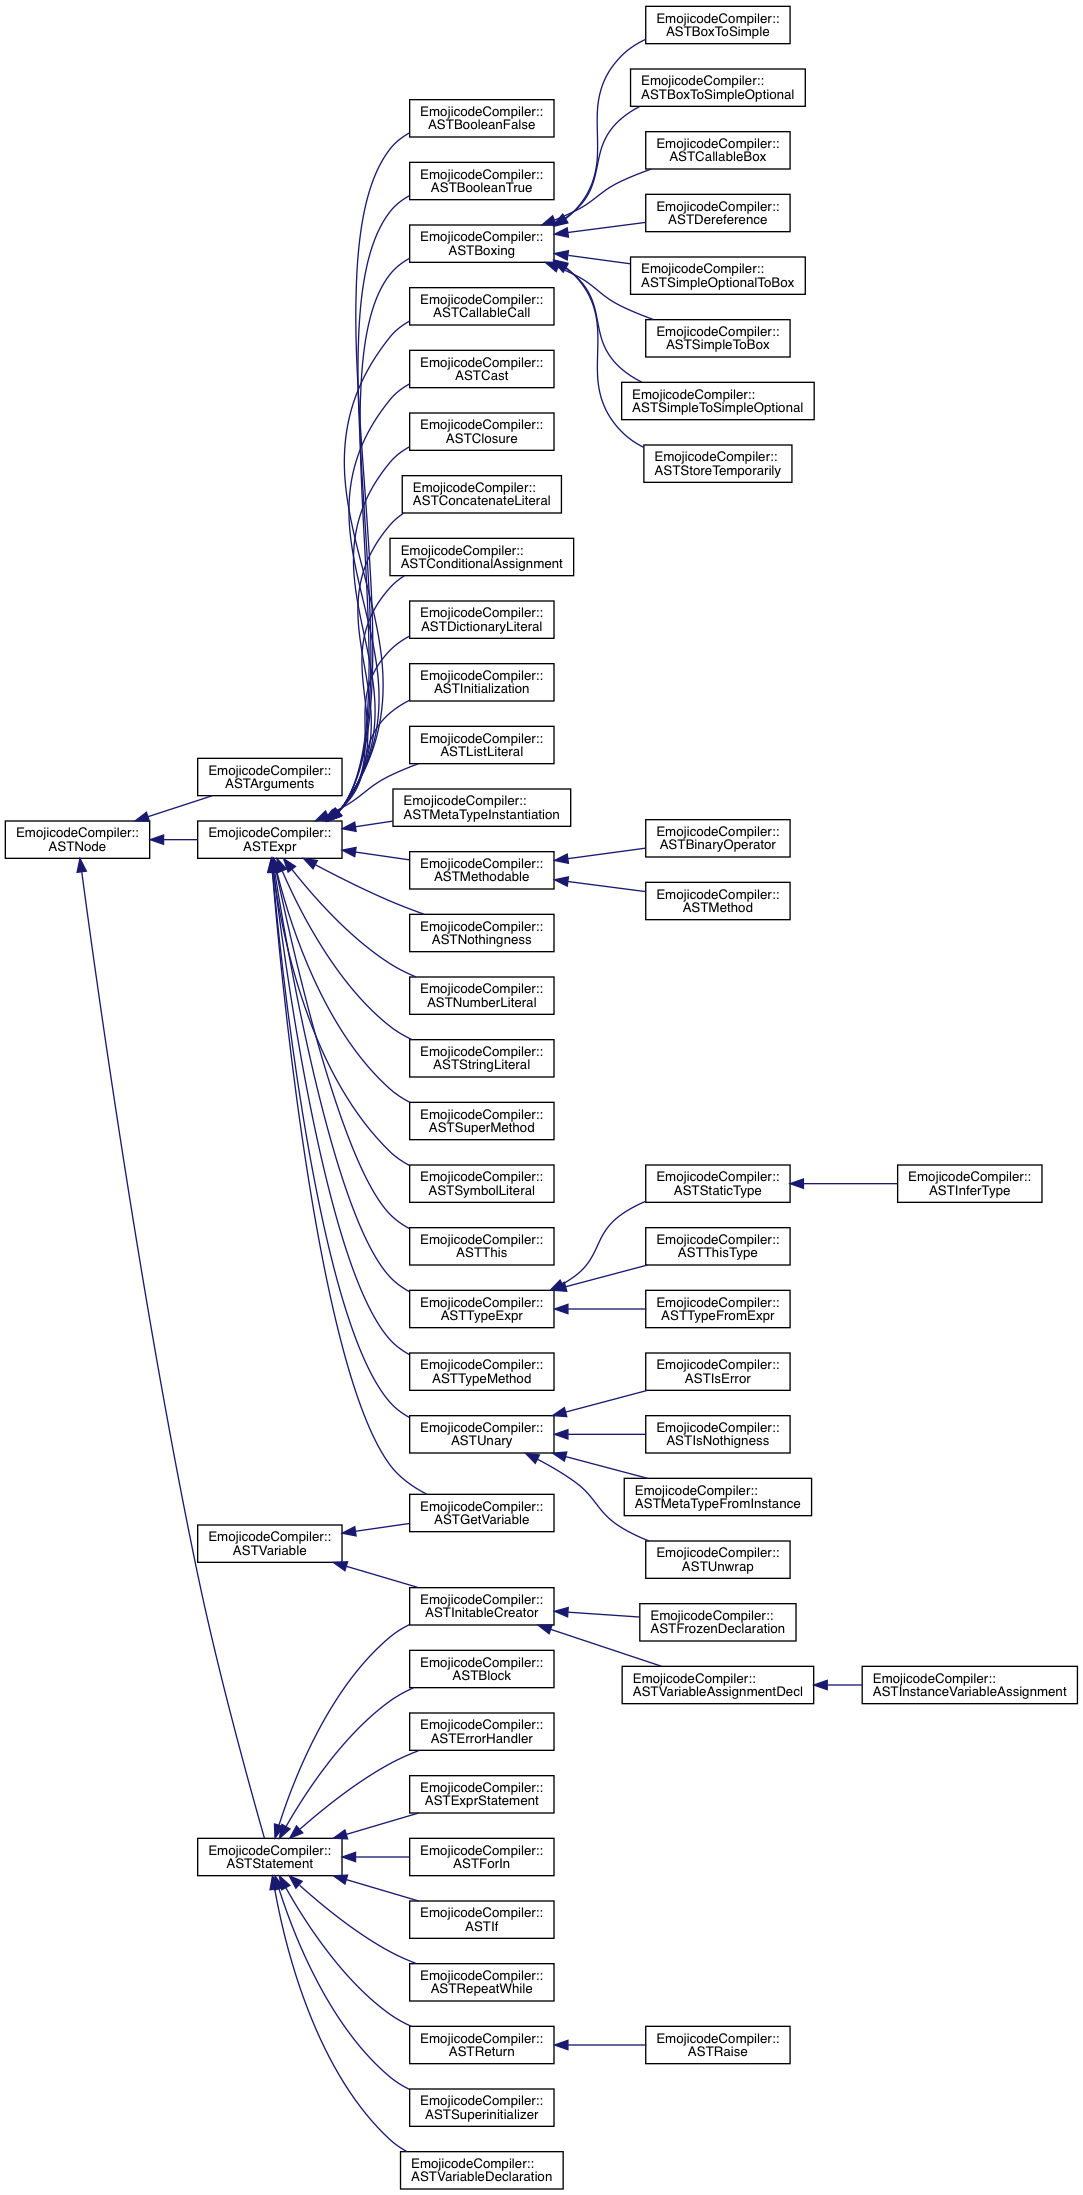 EmojicodeCompiler::
ASTBoxToSimple
EmojicodeCompiler::
ASTBoxToSimpleOptional
EmojicodeCompiler::
ASTBooleanFalse
EmojicodeCompiler::
ASTCallableBox
EmojicodeCompiler::
ASTBooleanTrue
EmojicodeCompiler::
ASTDereference
EmojicodeCompiler::
ASTBoxing
EmojicodeCompiler::
ASTSimpleOptionalToBox
EmojicodeCompiler::
ASTCallableCall
EmojicodeCompiler::
ASTSimpleToBox
EmojicodeCompiler::
ASTCast
EmojicodeCompiler::
ASTSimpleToSimpleOptional
EmojicodeCompiler::
ASTClosure
EmojicodeCompiler::
ASTStoreTemporarily
EmojicodeCompiler::
ASTConcatenateLiteral
EmojicodeCompiler::
ASTConditionalAssignment
EmojicodeCompiler::
ASTDictionaryLiteral
EmojicodeCompiler::
ASTInitialization
EmojicodeCompiler::
ASTListLiteral
EmojicodeCompiler::
ASTArguments
EmojicodeCompiler::
ASTMetaTypeInstantiation
EmojicodeCompiler::
ASTNode
EmojicodeCompiler::
ASTExpr
EmojicodeCompiler::
ASTBinaryOperator
EmojicodeCompiler::
ASTMethodable
EmojicodeCompiler::
ASTMethod
EmojicodeCompiler::
ASTNothingness
EmojicodeCompiler::
ASTNumberLiteral
EmojicodeCompiler::
ASTStringLiteral
EmojicodeCompiler::
ASTSuperMethod
EmojicodeCompiler::
ASTSymbolLiteral
EmojicodeCompiler::
ASTStaticType
EmojicodeCompiler::
ASTInferType
EmojicodeCompiler::
ASTThis
EmojicodeCompiler::
ASTThisType
EmojicodeCompiler::
ASTTypeExpr
EmojicodeCompiler::
ASTTypeFromExpr
EmojicodeCompiler::
ASTTypeMethod
EmojicodeCompiler::
ASTIsError
EmojicodeCompiler::
ASTUnary
EmojicodeCompiler::
ASTIsNothigness
EmojicodeCompiler::
ASTMetaTypeFromInstance
EmojicodeCompiler::
ASTGetVariable
EmojicodeCompiler::
ASTVariable
EmojicodeCompiler::
ASTUnwrap
EmojicodeCompiler::
ASTInitableCreator
EmojicodeCompiler::
ASTFrozenDeclaration
EmojicodeCompiler::
ASTBlock
EmojicodeCompiler::
ASTVariableAssignmentDecl
EmojicodeCompiler::
ASTInstanceVariableAssignment
EmojicodeCompiler::
ASTErrorHandler
EmojicodeCompiler::
ASTExprStatement
EmojicodeCompiler::
ASTStatement
EmojicodeCompiler::
ASTForIn
EmojicodeCompiler::
ASTIf
EmojicodeCompiler::
ASTRepeatWhile
EmojicodeCompiler::
ASTReturn
EmojicodeCompiler::
ASTRaise
EmojicodeCompiler::
ASTSuperinitializer
EmojicodeCompiler::
ASTVariableDeclaration